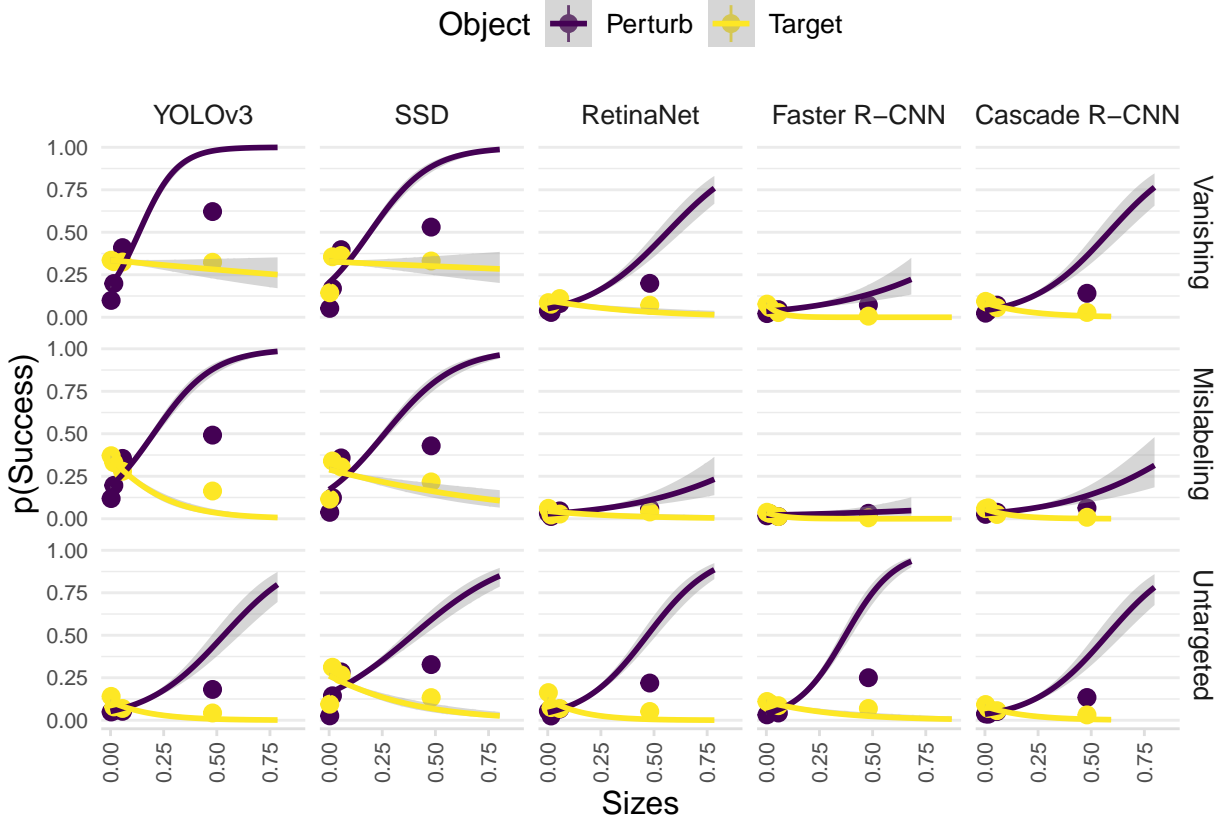 Object Perturb Target
YOLOv3 SSD RetinaNet Faster R−CNN Cascade R−CNN
1.00
0.75
0.50
0.25
0.00
Vanishing
1.00
0.75
0.50
0.25
0.00
Mislabeling
1.00
0.75
0.50
0.25
0.00
Untargeted
p(Success)
0.00 0.25 0.50 0.75 0.00 0.25 0.50 0.75 0.00 0.25 0.50 0.75 0.00 0.25 0.50 0.75 0.00 0.25 0.50 0.75
Sizes